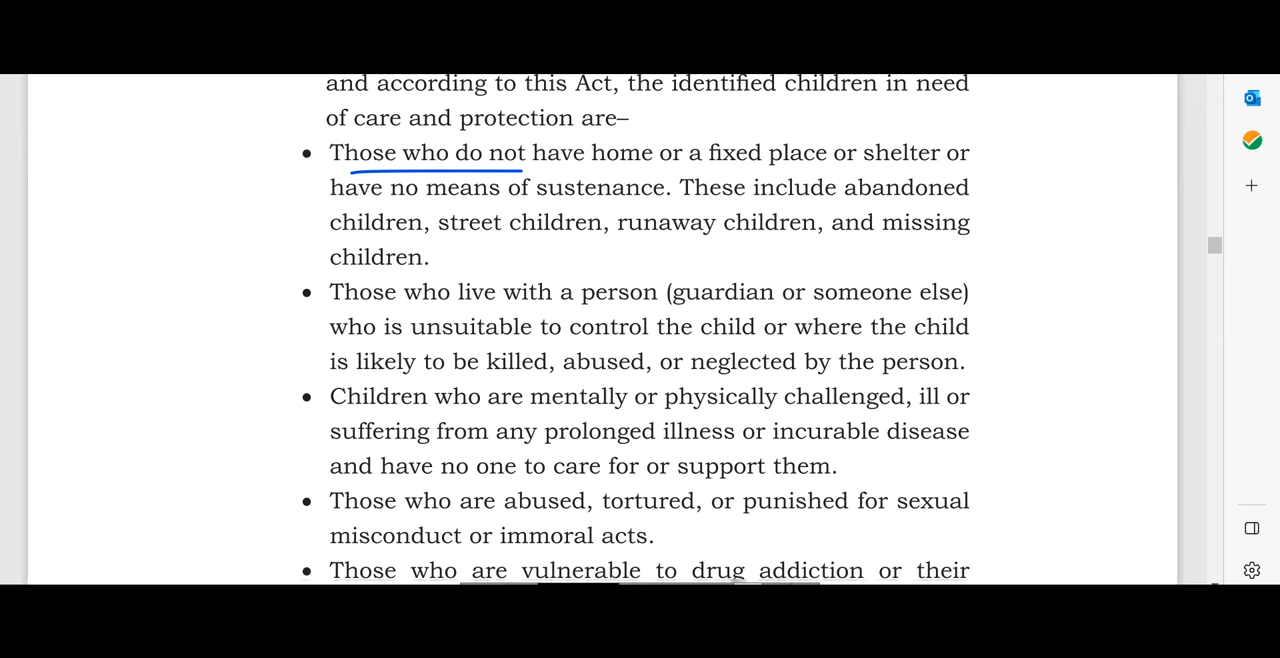 and according to this Act, the identified children in need
of care and protection are–
• Those who do not have home or a fixed place or shelter or
have no means of sustenance. These include abandoned
children, street children, runaway children, and missing
children.
• Those who live with a person (guardian or someone else)
who is unsuitable to control the child or where the child
is likely to be killed, abused, or neglected by the person.
• Children who are mentally or physically challenged, ill or
suffering from any prolonged illness or incurable disease
and have no one to care for or support them.
• Those who are abused, tortured, or punished for sexual
misconduct or immoral acts.
• Those who are vulnerable to drug addiction or their